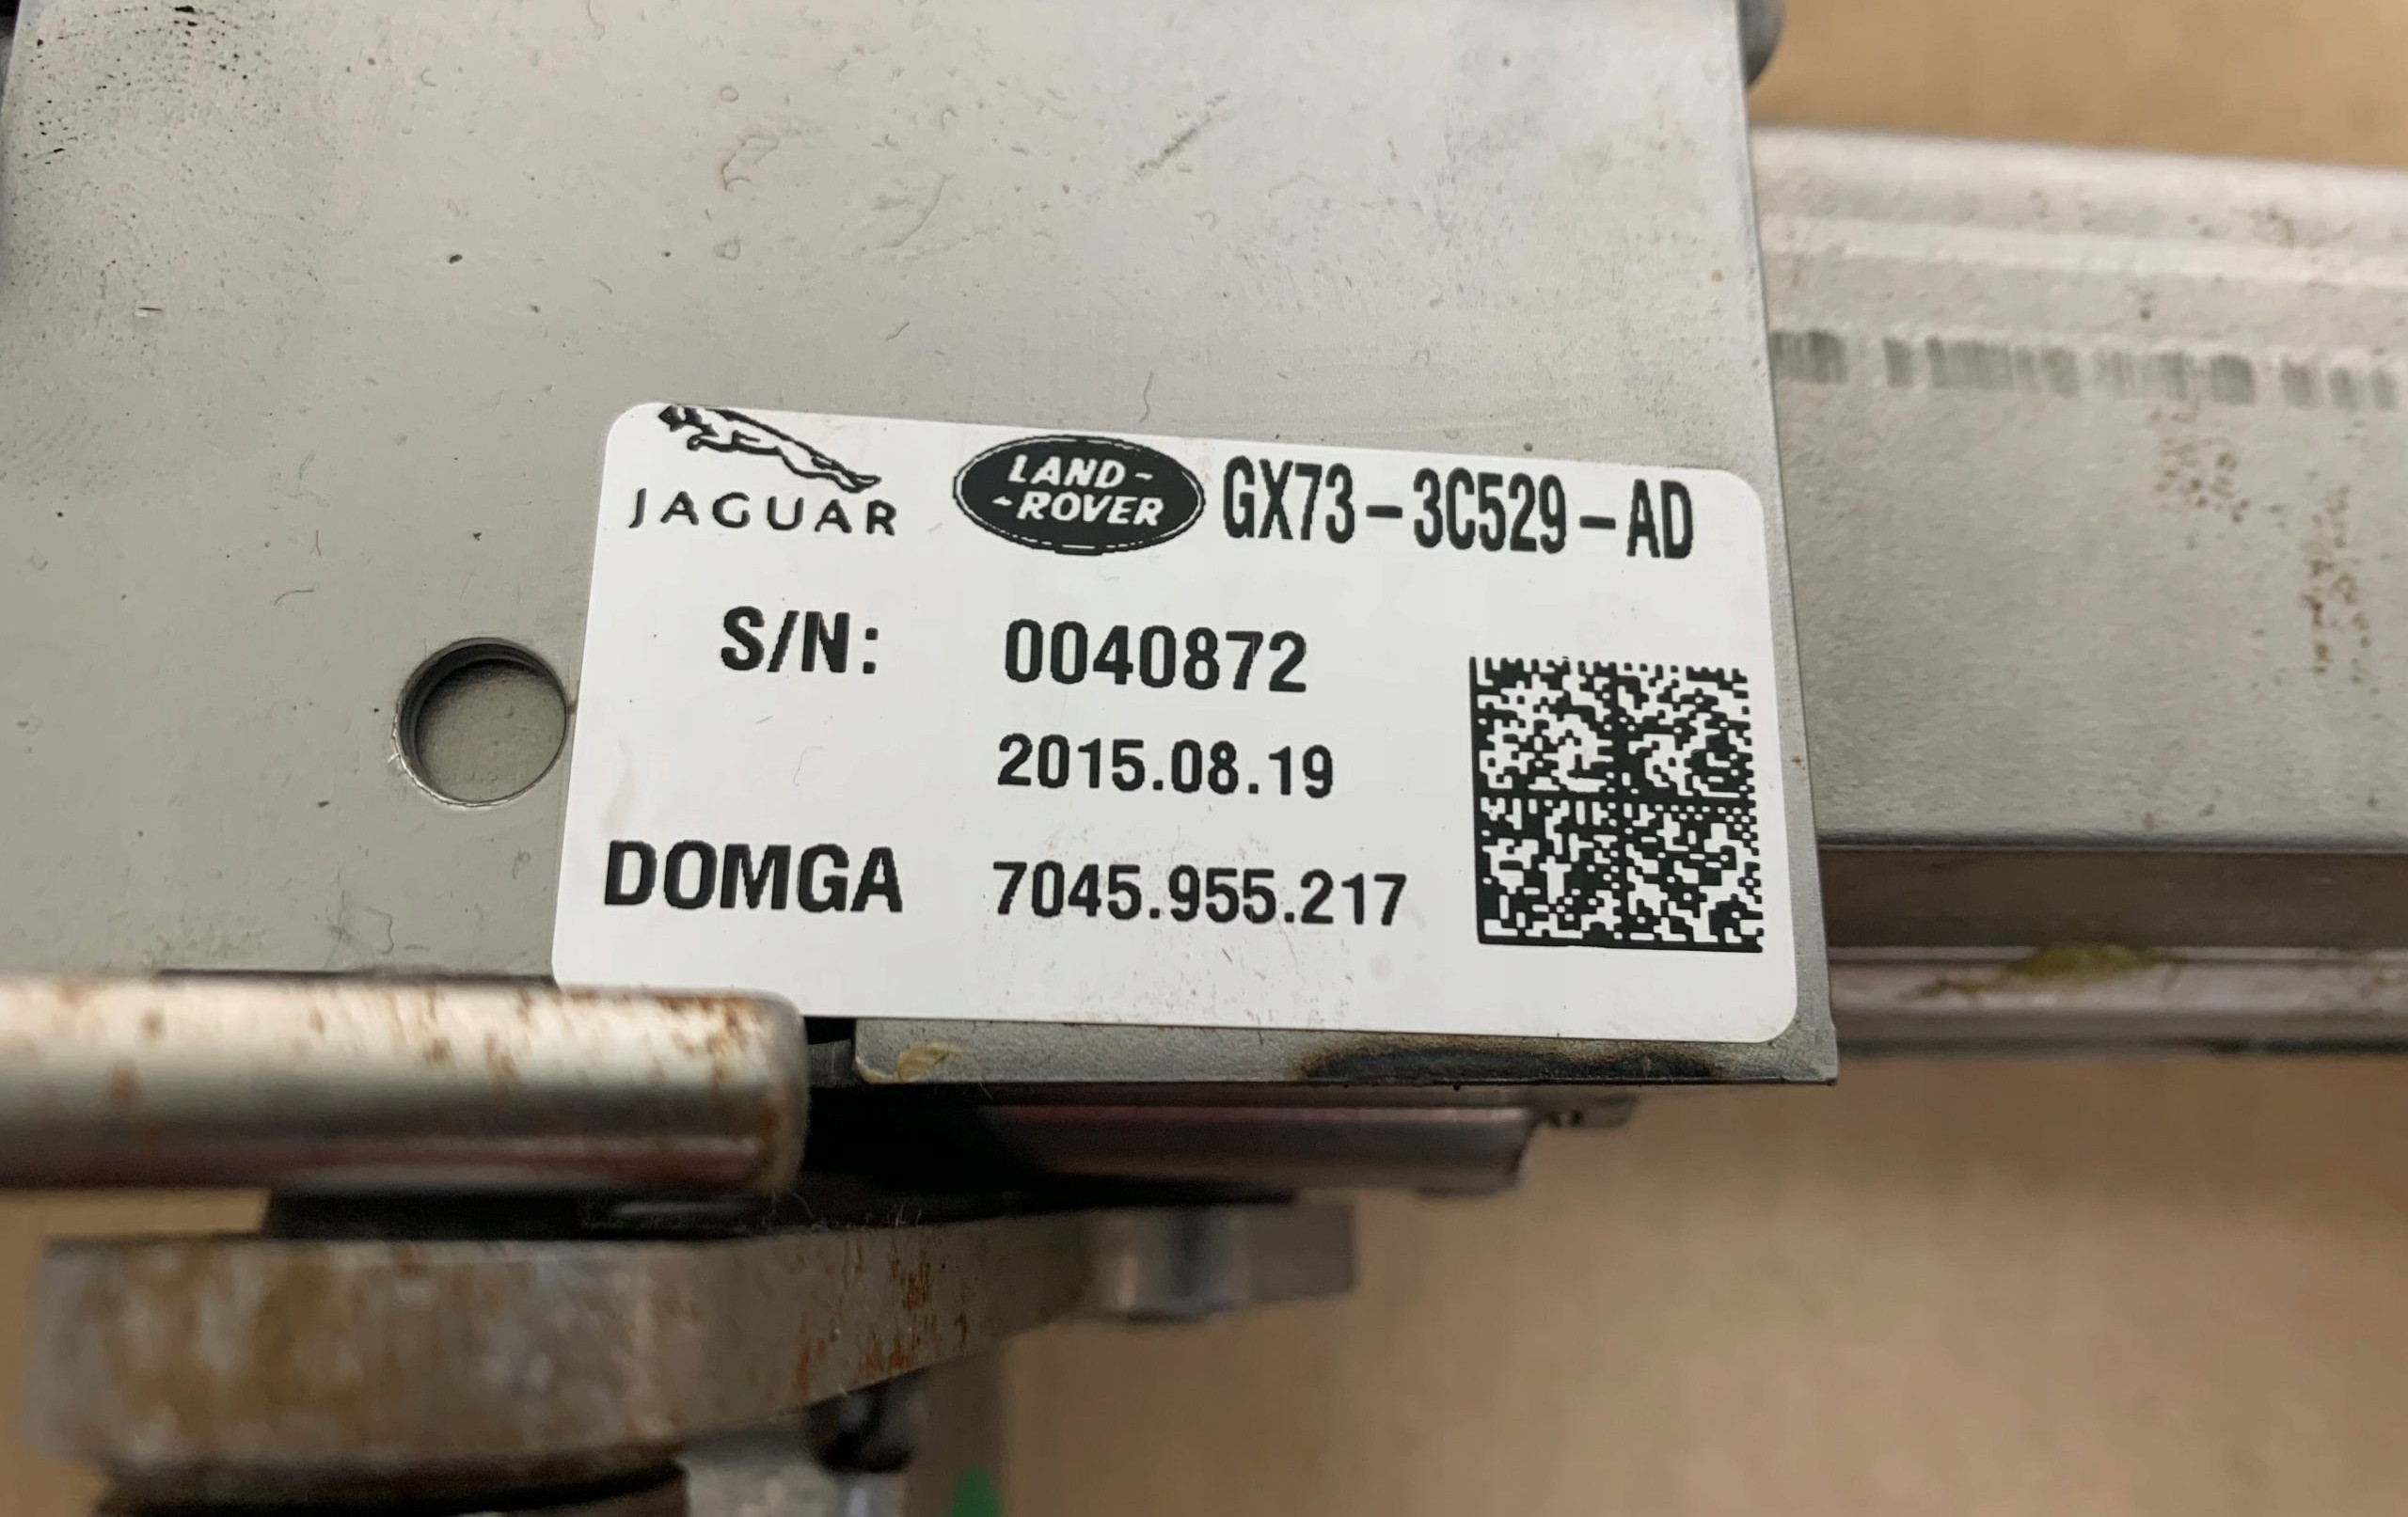 JAGUAR LAND-ROVER GX73-3C529-AD
S/N: 0040872
2015.08.19
DOMGA 7045.955.217